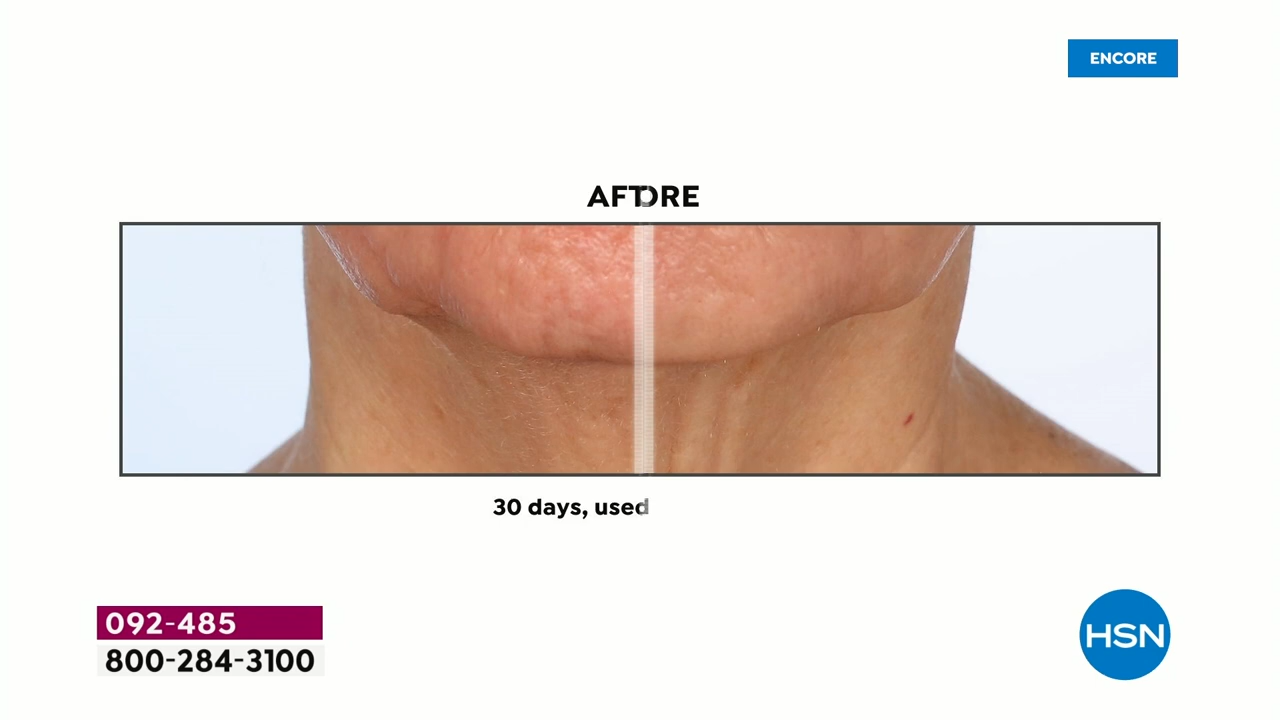 ENCORE
AFTORE
30 days, used
092-485
800-284-3100
HSN